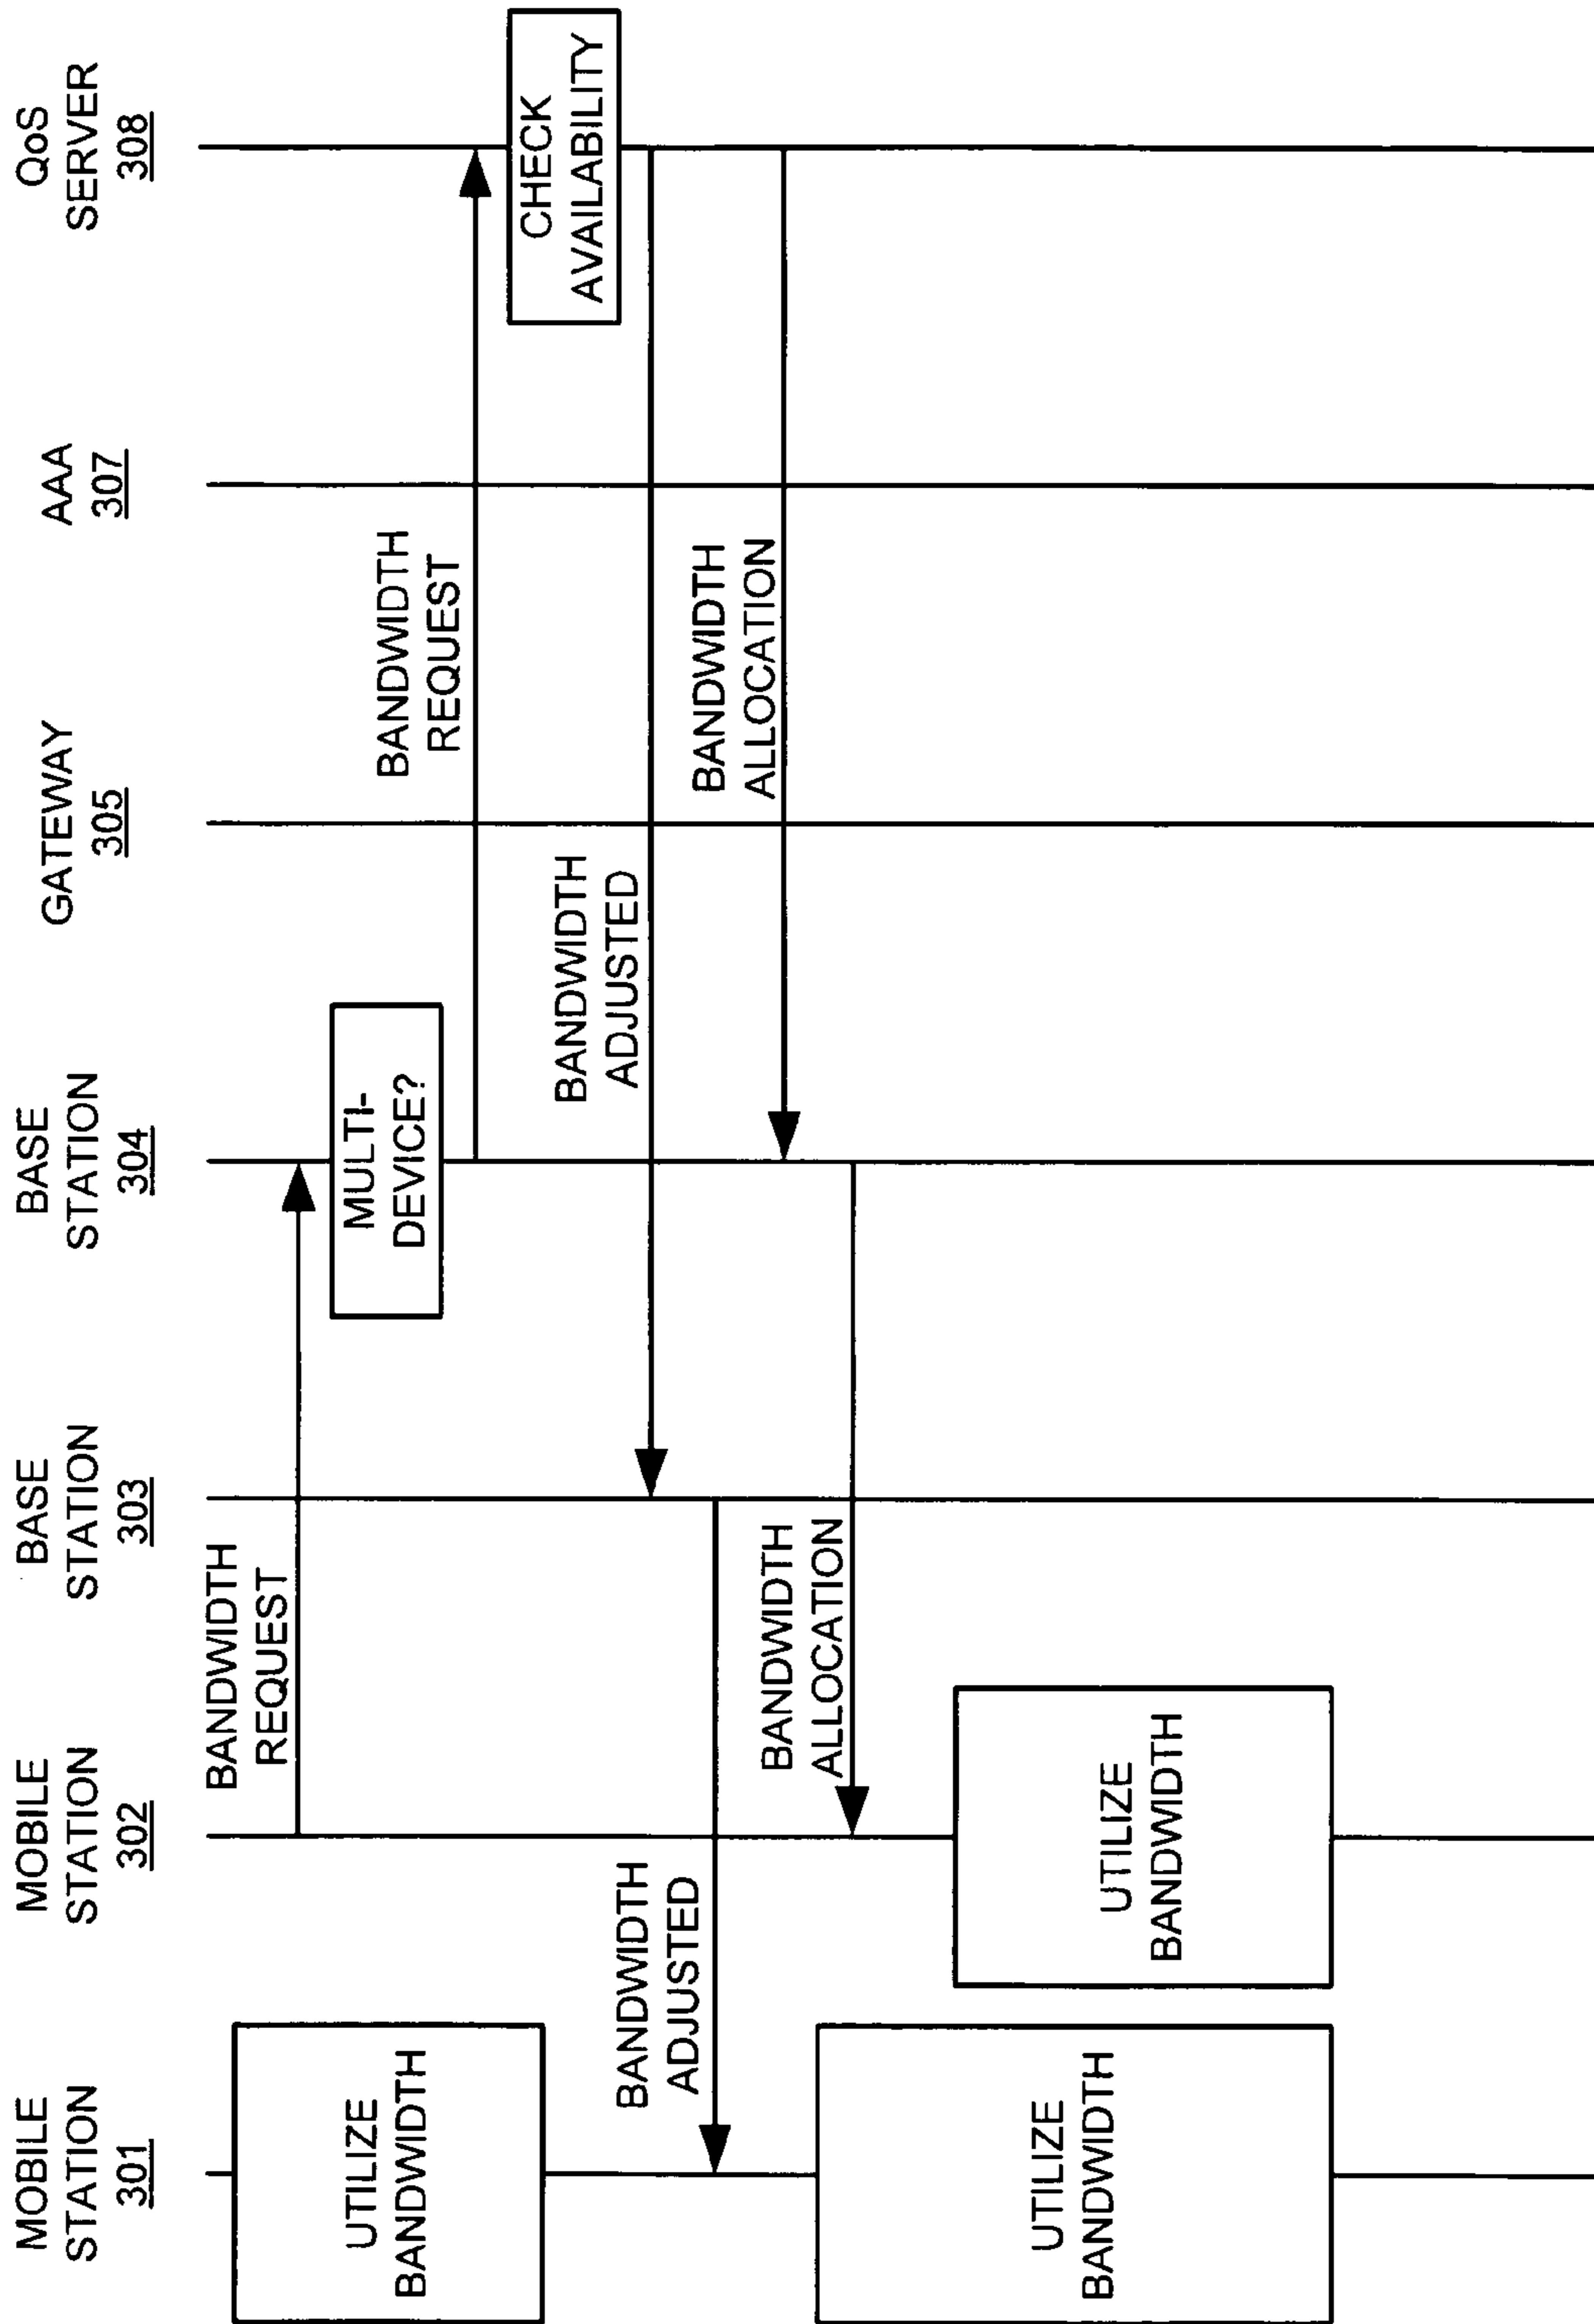 MOBILE
STATION
301
MOBILE
STATION
302
BASE
STATION
303
BASE
STATION
304
GATEWAY
305
AAA
307
QoS
SERVER
308
UTILIZE
BANDWIDTH
BANDWIDTH
REQUEST
MULTI-
DEVICE?
BANDWIDTH
REQUEST
CHECK
AVAILABILITY
BANDWIDTH
ADJUSTED
BANDWIDTH
ADJUSTED
BANDWIDTH
ALLOCATION
BANDWIDTH
ALLOCATION
UTILIZE
BANDWIDTH
UTILIZE
BANDWIDTH